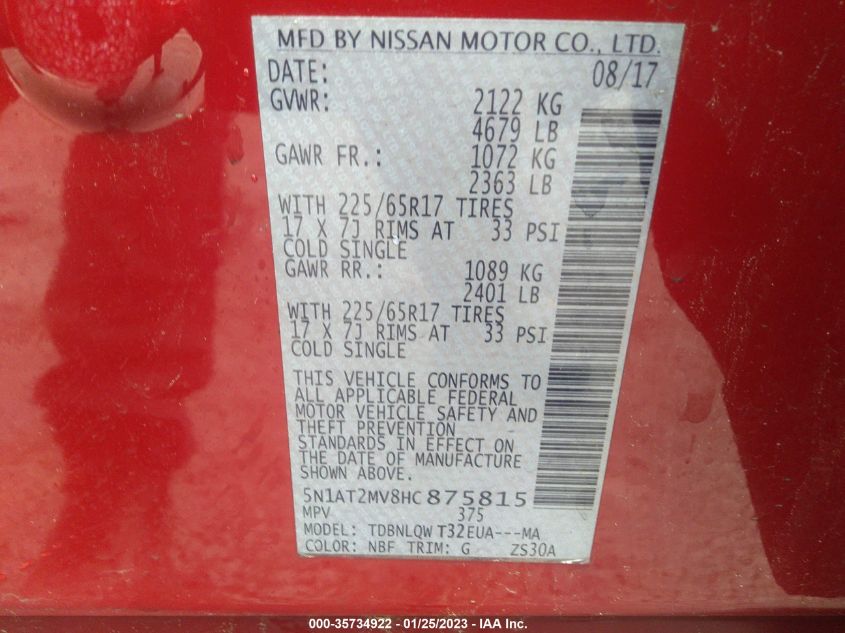 MFD BY NISSAN MOTOR CO., LTD.
DATE: 08/17
GVWR: 2122 KG
4679 LB
GAWR FR.: 1072 KG
2363 LB
WITH 225/65R17 TIRES
17 X 7J RIMS AT 33 PSI
COLD SINGLE
GAWR RR.: 1089 KG
2401 LB
WITH 225/65R17 TIRES
17 X 7J RIMS AT 33 PSI
COLD SINGLE
THIS VEHICLE CONFORMS TO
ALL APPLICABLE FEDERAL
MOTOR VEHICLE SAFETY AND
THEFT PREVENTION
STANDARDS IN EFFECT ON
THE DATE OF MANUFACTURE
SHOWN ABOVE.
5N1AT2MV8HC875815
MPV 375
MODEL: TDBNLQW T32EUA---MA
COLOR: NBF TRIM: G ZS30A
000-35734922 - 01/25/2023 - IAA Inc.